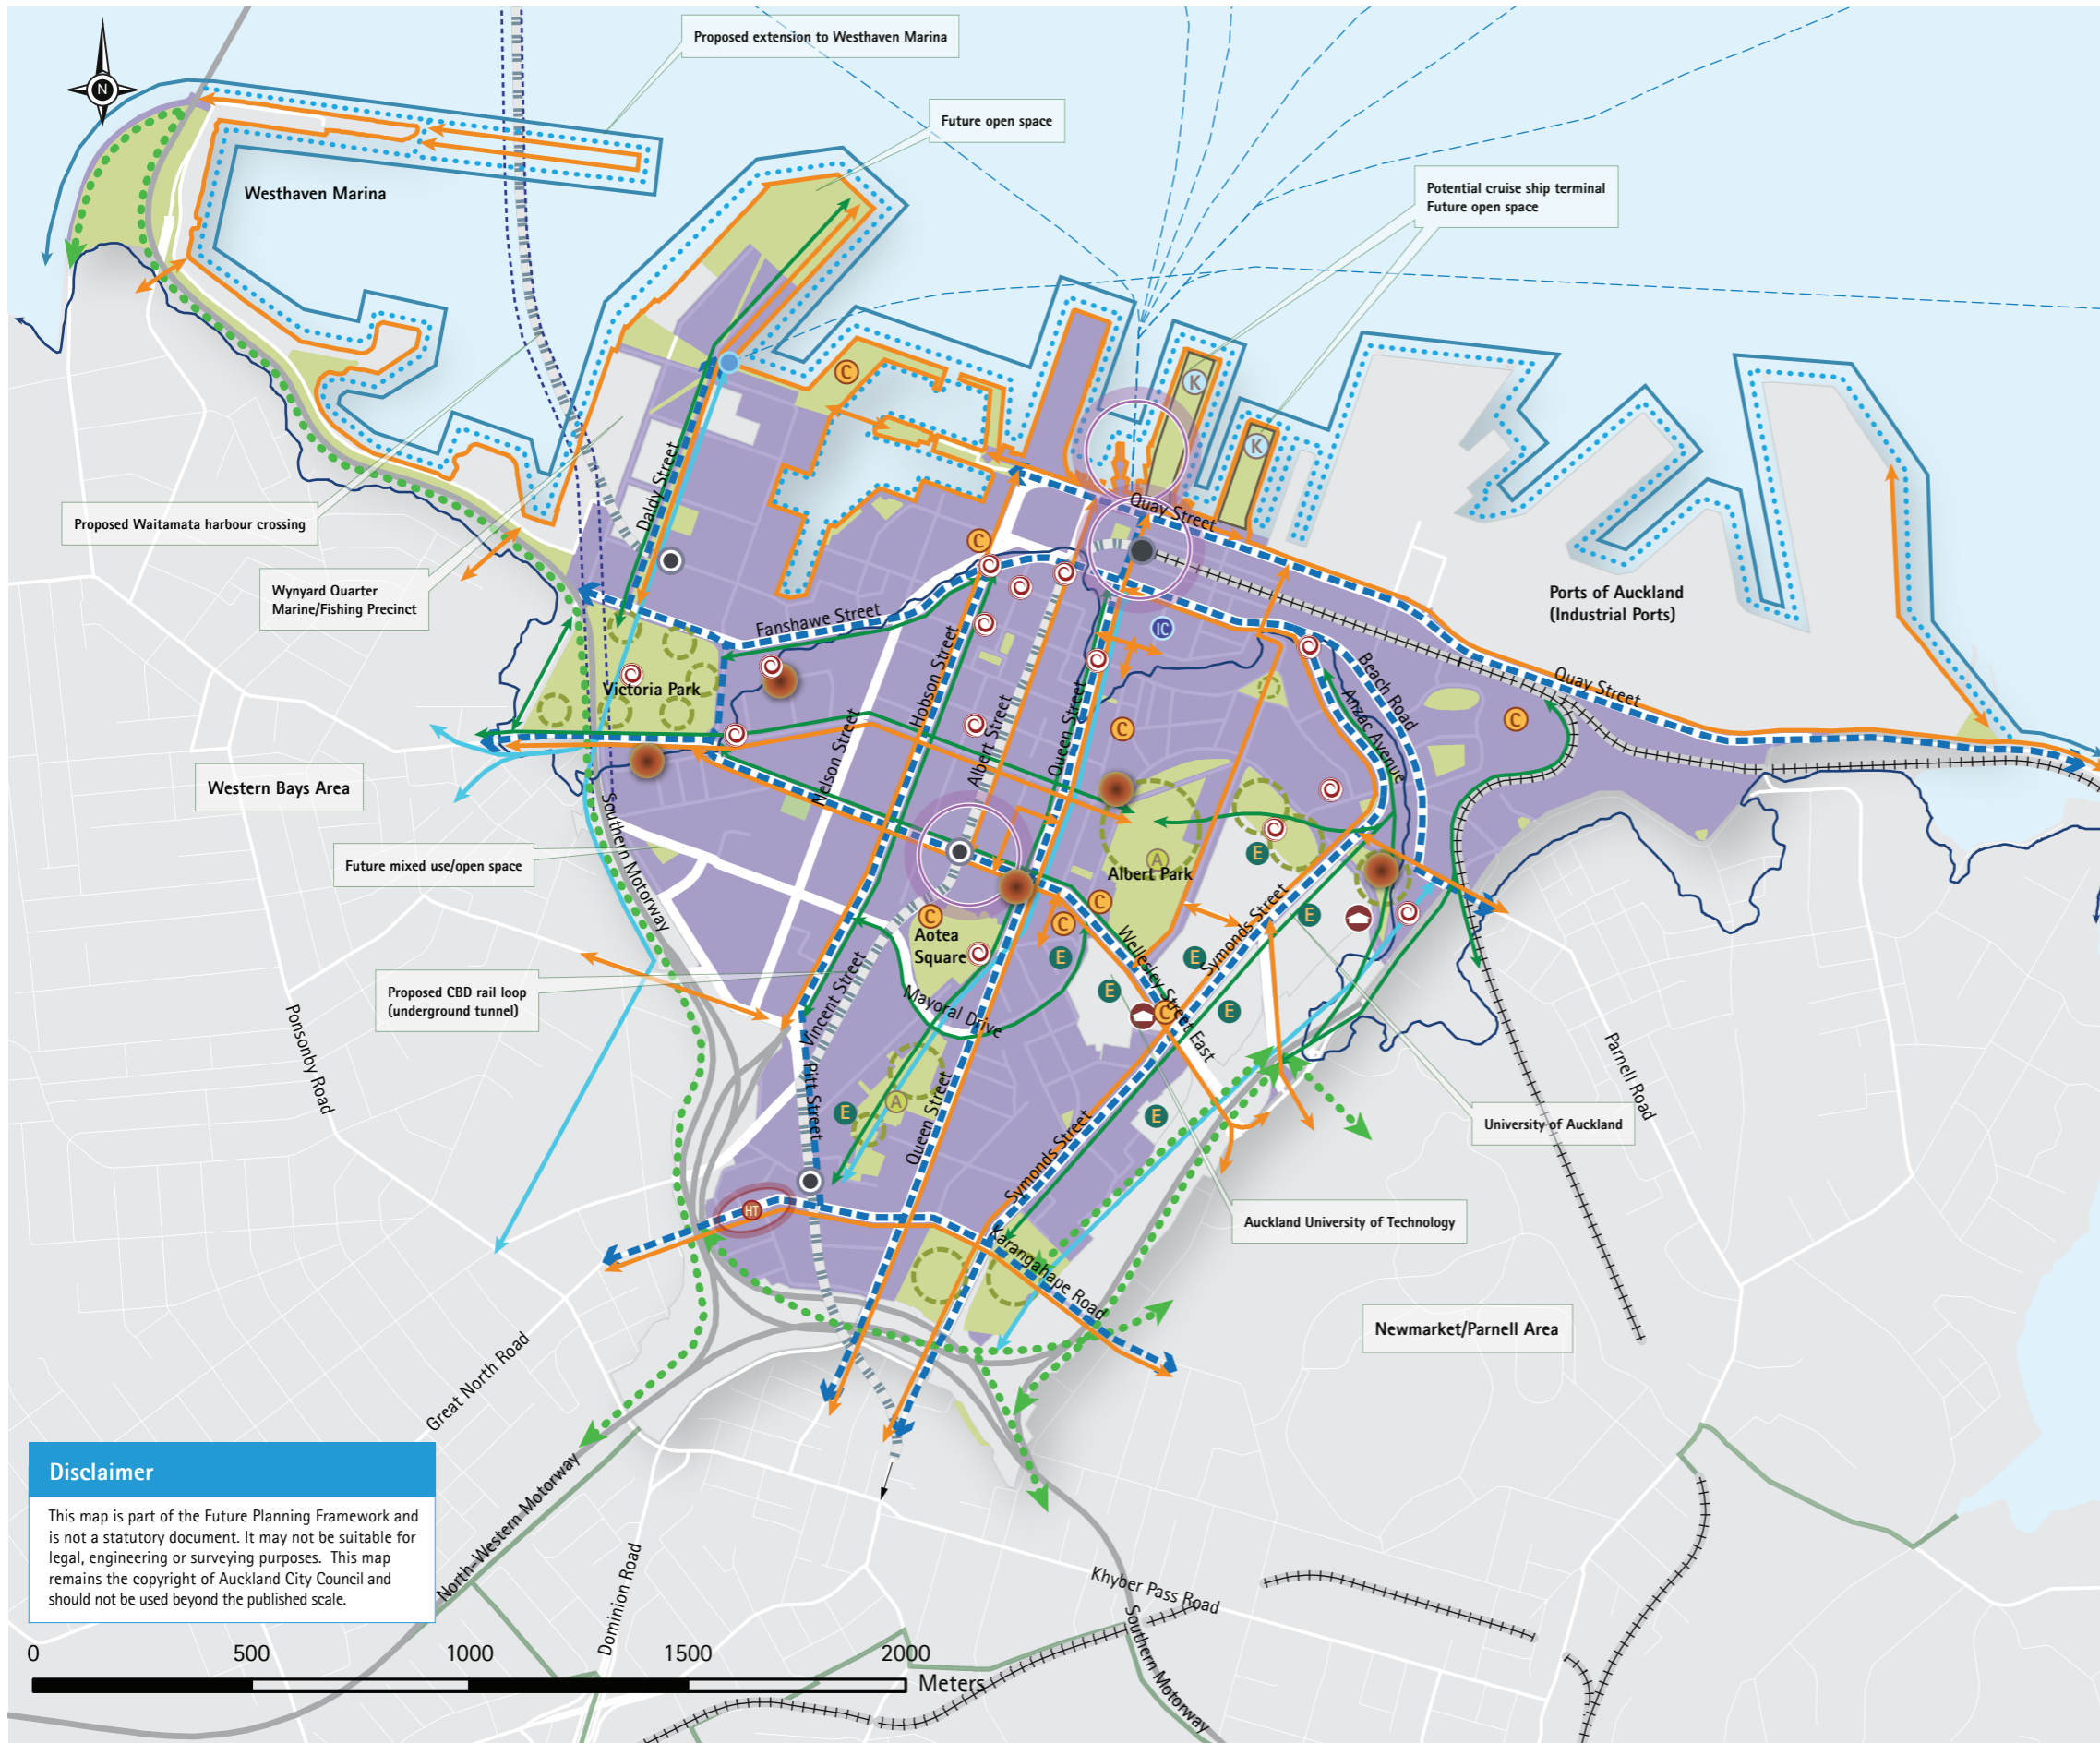 Proposed extension to Westhaven Marina
N
Future open space
Westhaven Marina
Potential cruise ship terminal
Future open space
C
K
K
Proposed Waitamata harbour crossing
Daldy Street
Quay Street
C
Wynyard Quarter
Marine/Fishing Precinct
Ports of Auckland
(Industrial Ports)
Fanshawe Street
IC
Hobson Street
Beach Road
Quay Street
Victoria Park
Anzac Avenue
C
C
Nelson Street
Albert Street
Queen Street
Western Bays Area
Southern Motorway
Future mixed use/open space
E
A
Albert Park
C
C
C
E
Aotea
Square
Wellesley Street East
Symonds Street
E
E
E
Proposed CBD rail loop
(underground tunnel)
Vincent Street
Mayoral Drive
C
E
Ponsonby Road
Parnell Road
Pitt Street
A
E
E
Queen Street
Symonds Street
University of Auckland
HT
Auckland University of Technology
Karangahape Road
Newmarket/Parnell Area
Great North Road
Disclaimer
This map is part of the Future Planning Framework and
is not a statutory document. It may not be suitable for
legal, engineering or surveying purposes. This map
remains the copyright of Auckland City Council and
should not be used beyond the published scale.
North-Western Motorway
Dominion Road
Khyber Pass Road
Southern Motorway
0 500 1000 1500 2000
Meters